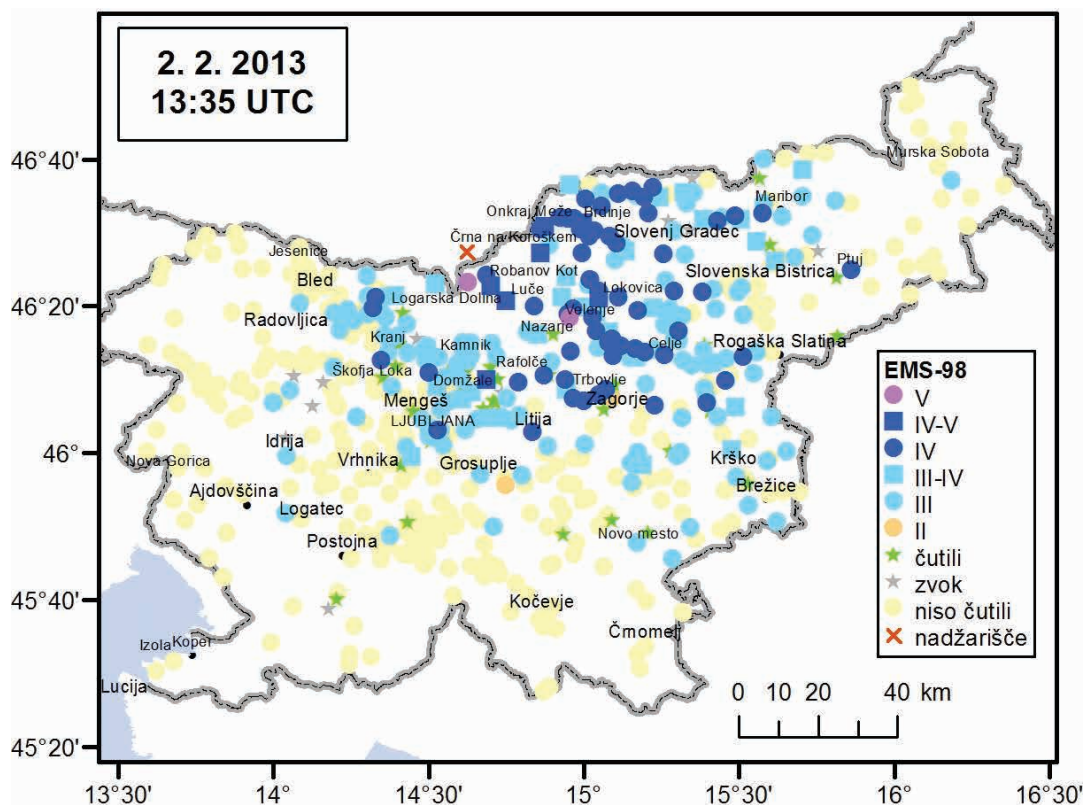 2. 2. 2013
13:35 UTC
46°40'
46°20'
46°
45°40'
45°20'
13°30'
14°
14°30'
15°
15°30'
16°
16°30'
Murska Sobota
Maribor
Onkraj Meže
Brdinje
Slovenj Gradec
Črna na Koroškem
Jesenice
Bled
Robanov Kot
Slovenska Bistrica
Ptuj
Logarska Dolina
Luče
Lokovica
Radovljica
Velenje
Nazarje
Kranj
Kamnik
Celje
Rogaška Slatina
Škofja Loka
Rafolče
Domžale
Trbovlje
Mengeš
Zagorje
LJUBLJANA
Litija
Idrija
Vrhnika
Grosuplje
Krško
Nova Gorica
Ajdovščina
Brežice
Logatec
Novo mesto
Postojna
Kočevje
Črnomelj
Izola
Koper
Lucija
EMS-98
V
IV-V
IV
III-IV
III
II
čutili
zvok
niso čutili
nadžarišče
0 10 20 40 km